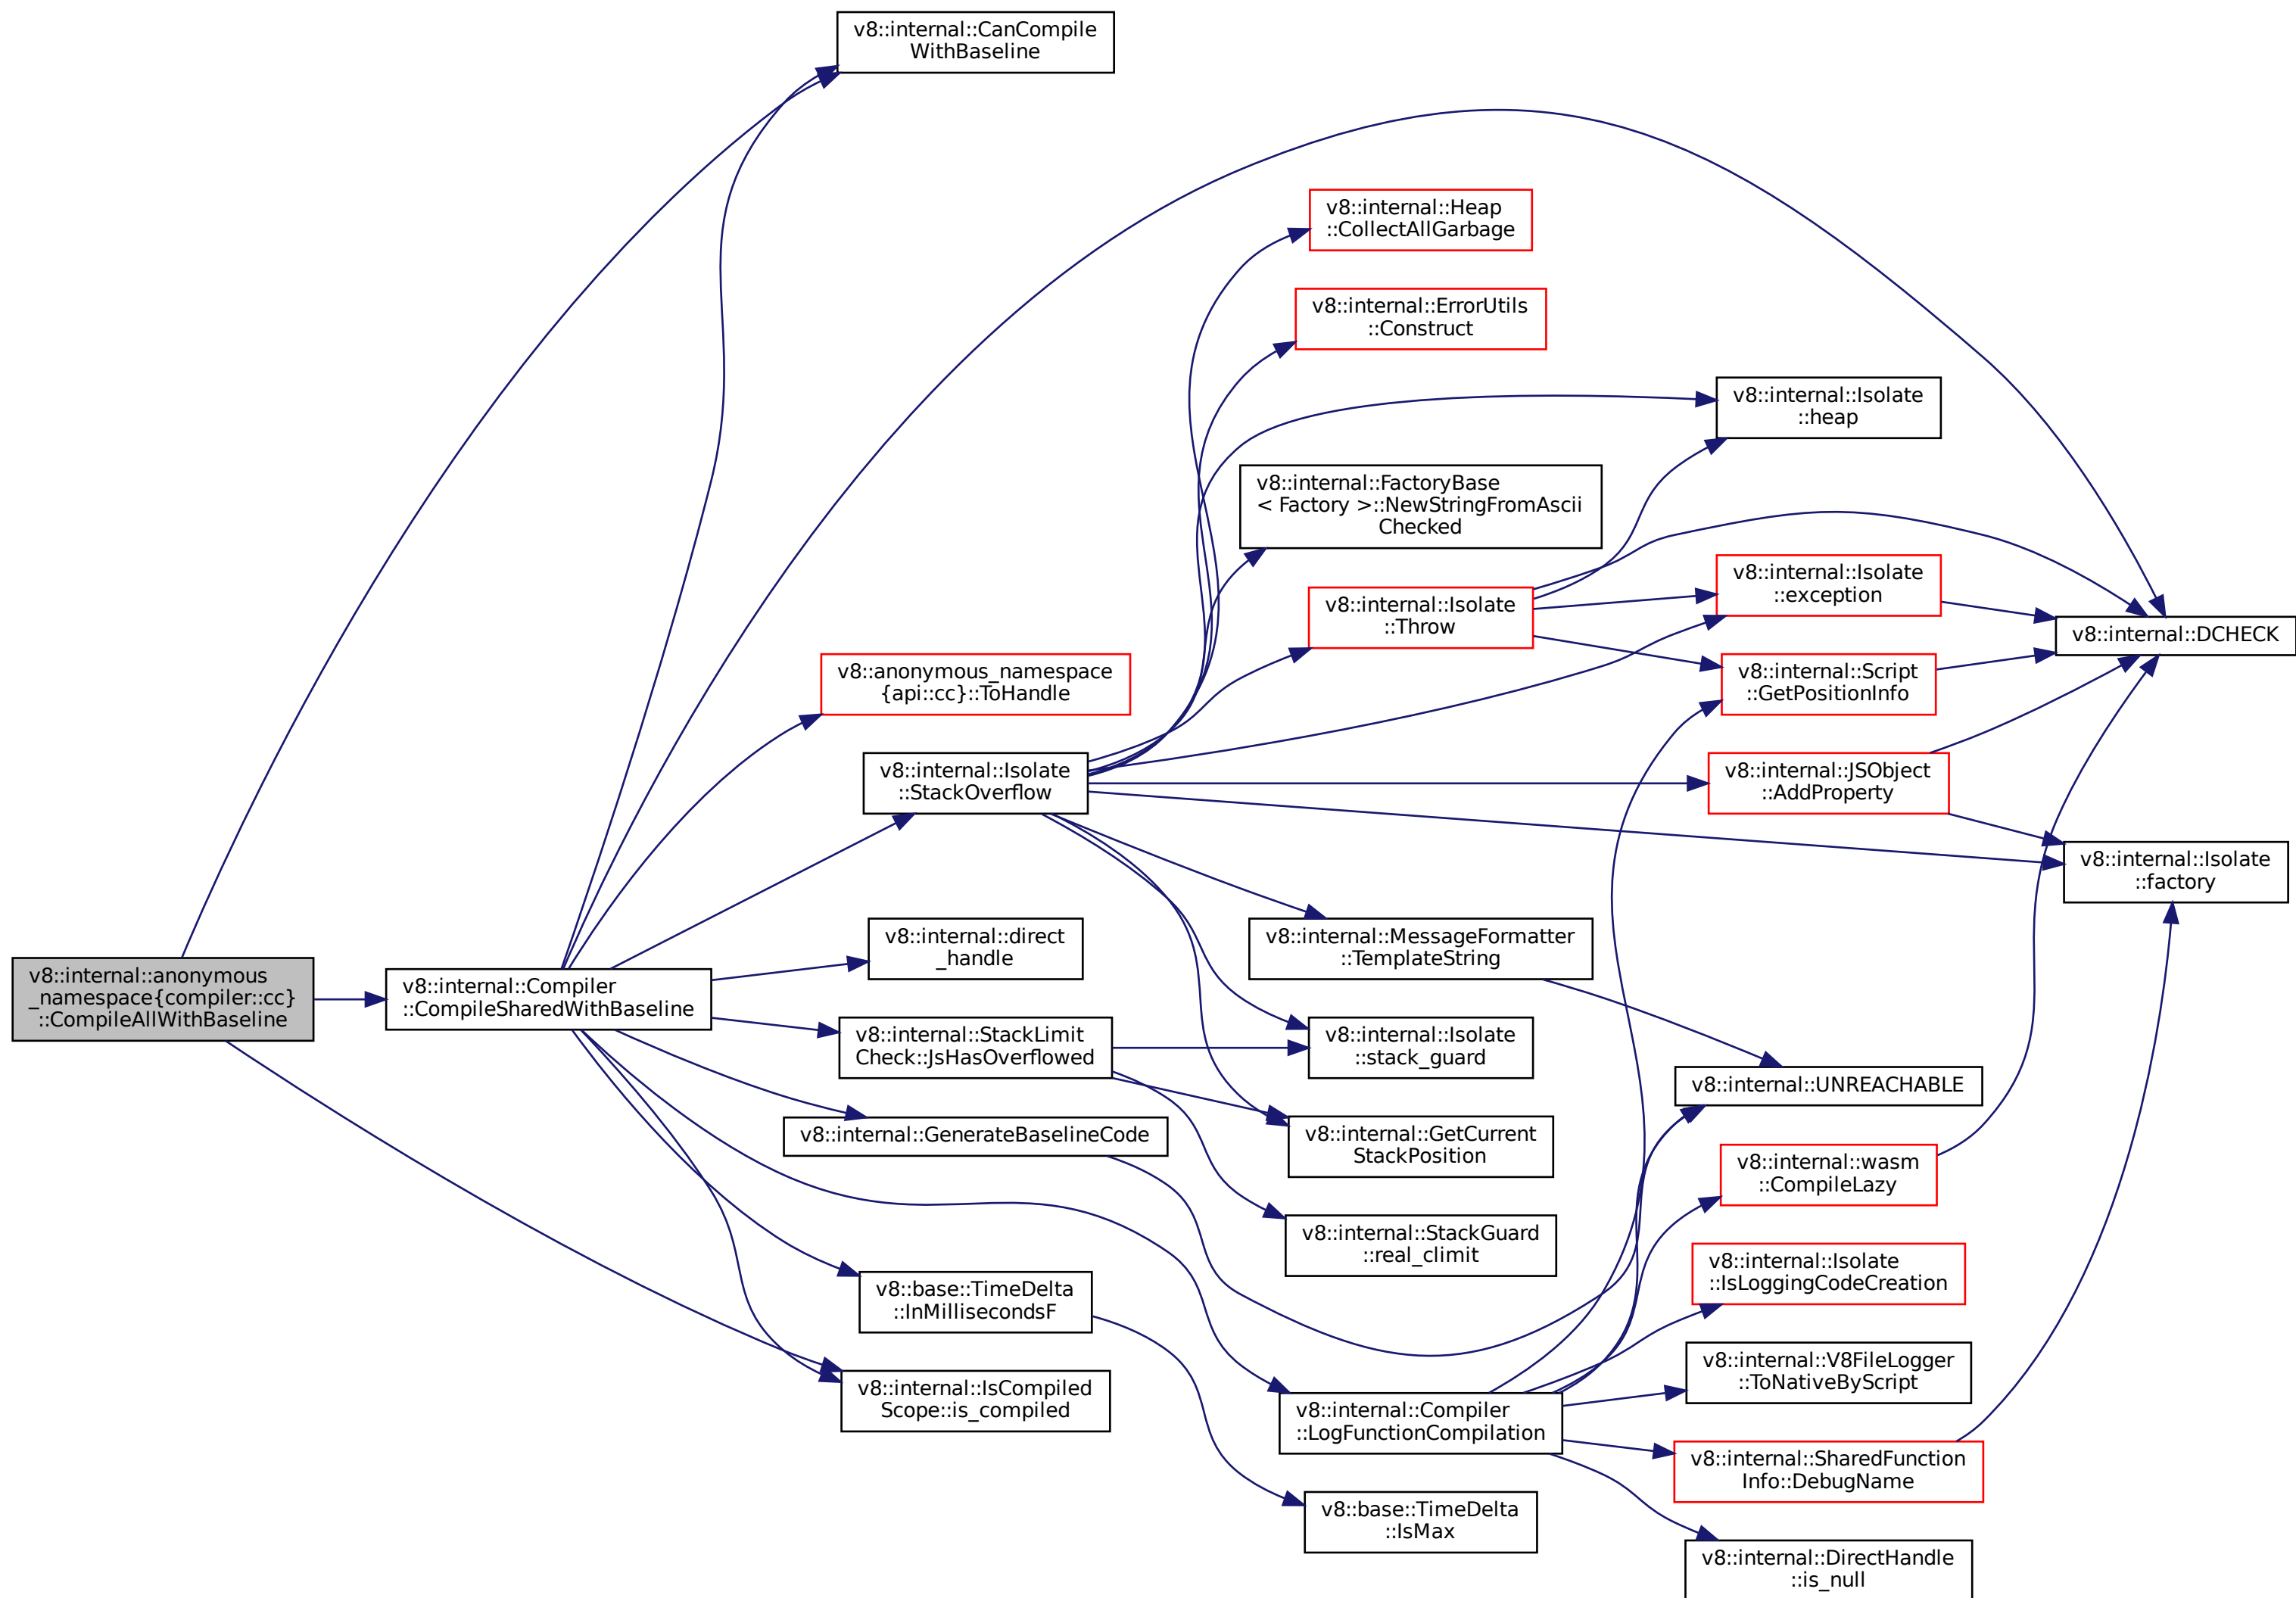 v8::internal::CanCompile
WithBaseline
v8::internal::Heap
::CollectAllGarbage
v8::internal::ErrorUtils
::Construct
v8::internal::Isolate
::heap
v8::internal::FactoryBase
< Factory >::NewStringFromAscii
Checked
v8::internal::Isolate
::exception
v8::internal::Isolate
::Throw
v8::internal::DCHECK
v8::anonymous_namespace
{api::cc}::ToHandle
v8::internal::Script
::GetPositionInfo
v8::internal::Isolate
::StackOverflow
v8::internal::JSObject
::AddProperty
v8::internal::Isolate
::factory
v8::internal::direct
_handle
v8::internal::MessageFormatter
::TemplateString
v8::internal::anonymous
_namespace{compiler::cc}
::CompileAllWithBaseline
v8::internal::Compiler
::CompileSharedWithBaseline
v8::internal::StackLimit
Check::JsHasOverflowed
v8::internal::Isolate
::stack_guard
v8::internal::UNREACHABLE
v8::internal::GenerateBaselineCode
v8::internal::GetCurrent
StackPosition
v8::internal::wasm
::CompileLazy
v8::internal::StackGuard
::real_climit
v8::internal::Isolate
::IsLoggingCodeCreation
v8::base::TimeDelta
::InMillisecondsF
v8::internal::V8FileLogger
::ToNativeByScript
v8::internal::IsCompiled
Scope::is_compiled
v8::internal::Compiler
::LogFunctionCompilation
v8::internal::SharedFunction
Info::DebugName
v8::base::TimeDelta
::IsMax
v8::internal::DirectHandle
::is_null